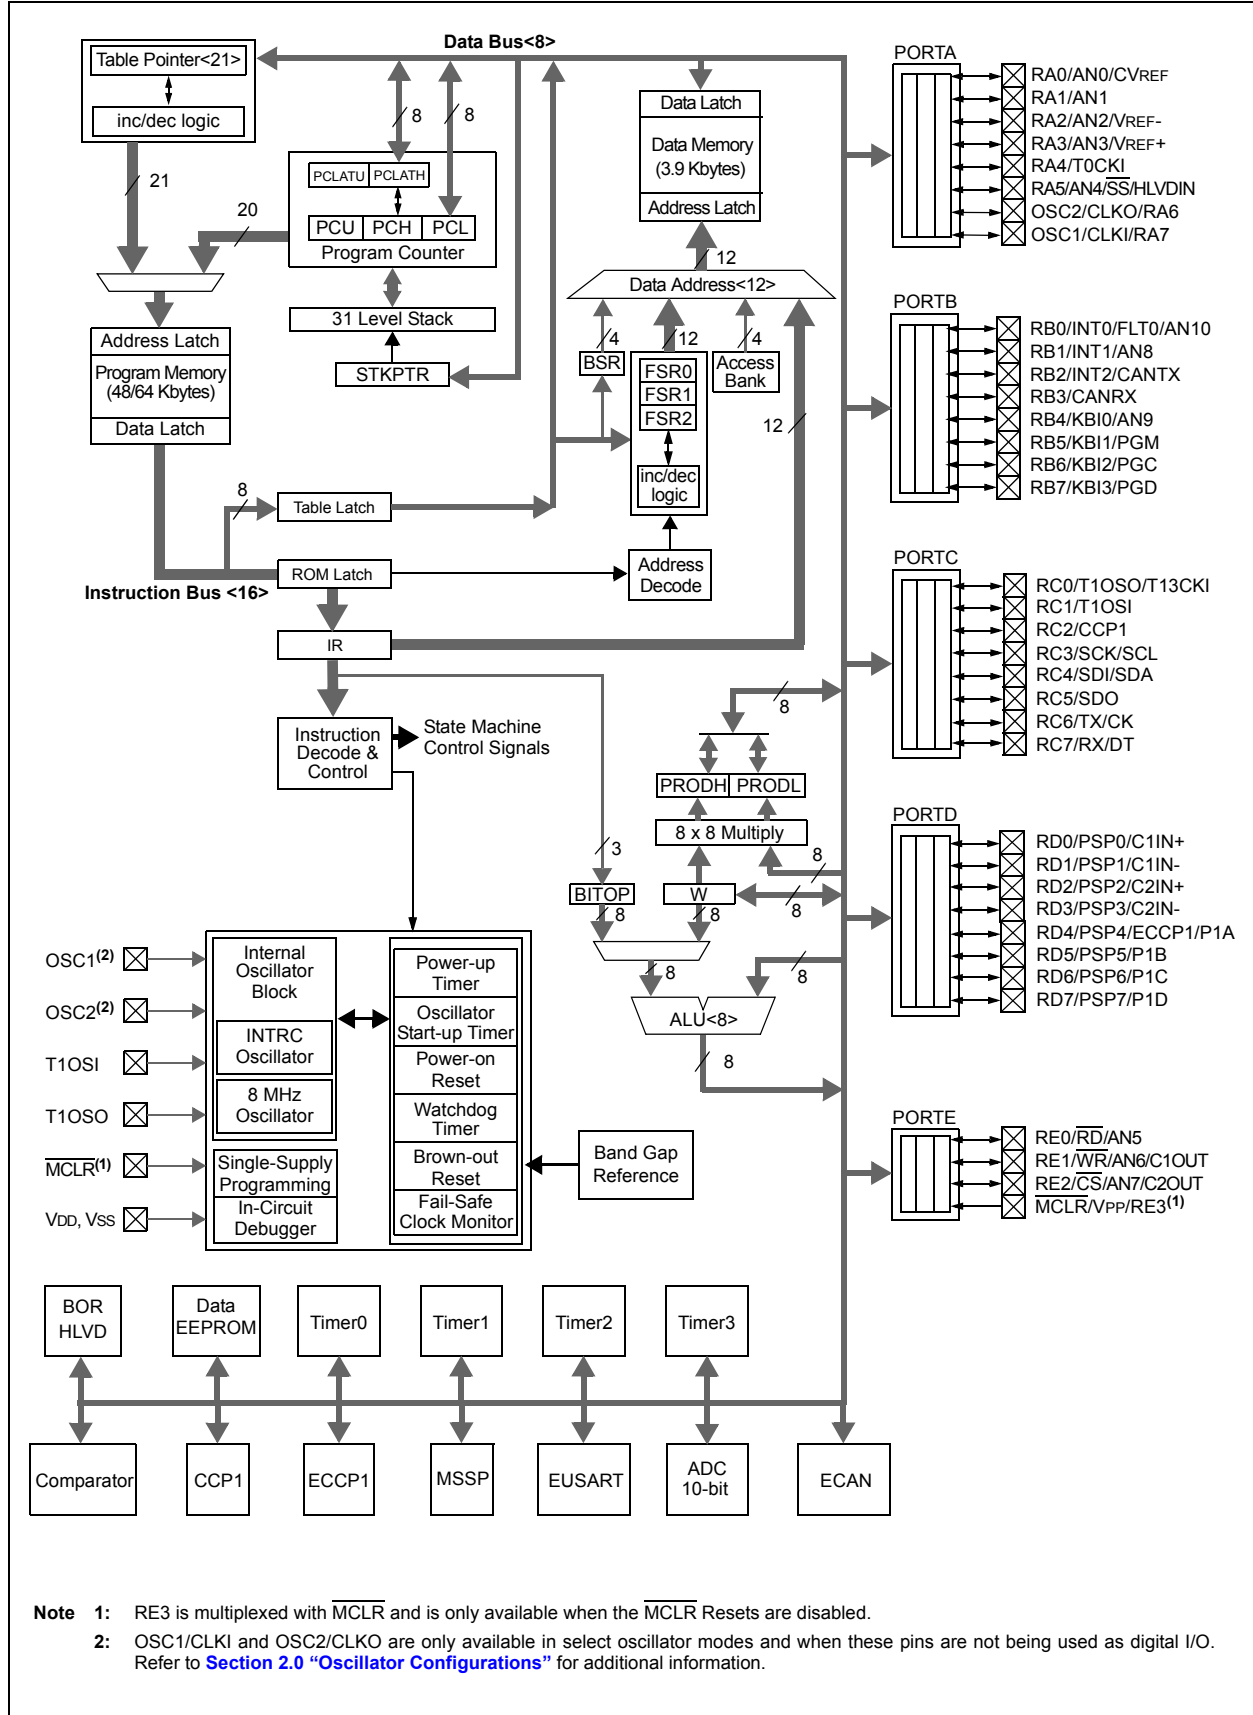 Data Bus<8>
Table Pointer<21>
inc/dec logic
21
20
8
8
PCLATU PCLATH
PCU PCH PCL
Program Counter
31 Level Stack
STKPTR
Data Latch
Data Memory
(3.9 Kbytes)
Address Latch
12
Data Address<12>
4
12
4
BSR
FSR0
FSR1
FSR2
inc/dec
logic
Access
Bank
12
Address Latch
Program Memory
(48/64 Kbytes)
Data Latch
8
Table Latch
ROM Latch
Instruction Bus <16>
Address
Decode
IR
Instruction
Decode &
Control
State Machine
Control Signals
8
PRODH PRODL
8 x 8 Multiply
3
8
BITOP
W
8
8
8
8
8
ALU<8>
8
OSC1(2)
OSC2(2)
T1OSI
T1OSO
MCLR(1)
VDD, VSS
Internal
Oscillator
Block
INTRC
Oscillator
8 MHz
Oscillator
Single-Supply
Programming
In-Circuit
Debugger
Power-up
Timer
Oscillator
Start-up Timer
Power-on
Reset
Watchdog
Timer
Brown-out
Reset
Fail-Safe
Clock Monitor
Band Gap
Reference
PORTA
RA0/AN0/CVREF
RA1/AN1
RA2/AN2/VREF-
RA3/AN3/VREF+
RA4/T0CKI
RA5/AN4/SS/HLVDIN
OSC2/CLKO/RA6
OSC1/CLKI/RA7
PORTB
RB0/INT0/FLT0/AN10
RB1/INT1/AN8
RB2/INT2/CANTX
RB3/CANRX
RB4/KBI0/AN9
RB5/KBI1/PGM
RB6/KBI2/PGC
RB7/KBI3/PGD
PORTC
RC0/T1OSO/T13CKI
RC1/T1OSI
RC2/CCP1
RC3/SCK/SCL
RC4/SDI/SDA
RC5/SDO
RC6/TX/CK
RC7/RX/DT
PORTD
RD0/PSP0/C1IN+
RD1/PSP1/C1IN-
RD2/PSP2/C2IN+
RD3/PSP3/C2IN-
RD4/PSP4/ECCP1/P1A
RD5/PSP5/P1B
RD6/PSP6/P1C
RD7/PSP7/P1D
PORTE
RE0/RD/AN5
RE1/WR/AN6/C1OUT
RE2/CS/AN7/C2OUT
MCLR/VPP/RE3(1)
BOR
HLVD
Data
EEPROM
Timer0
Timer1
Timer2
Timer3
Comparator
CCP1
ECCP1
MSSP
EUSART
ADC
10-bit
ECAN
Note 1: RE3 is multiplexed with MCLR and is only available when the MCLR Resets are disabled.
2: OSC1/CLKI and OSC2/CLKO are only available in select oscillator modes and when these pins are not being used as digital I/O.
Refer to Section 2.0 “Oscillator Configurations” for additional information.